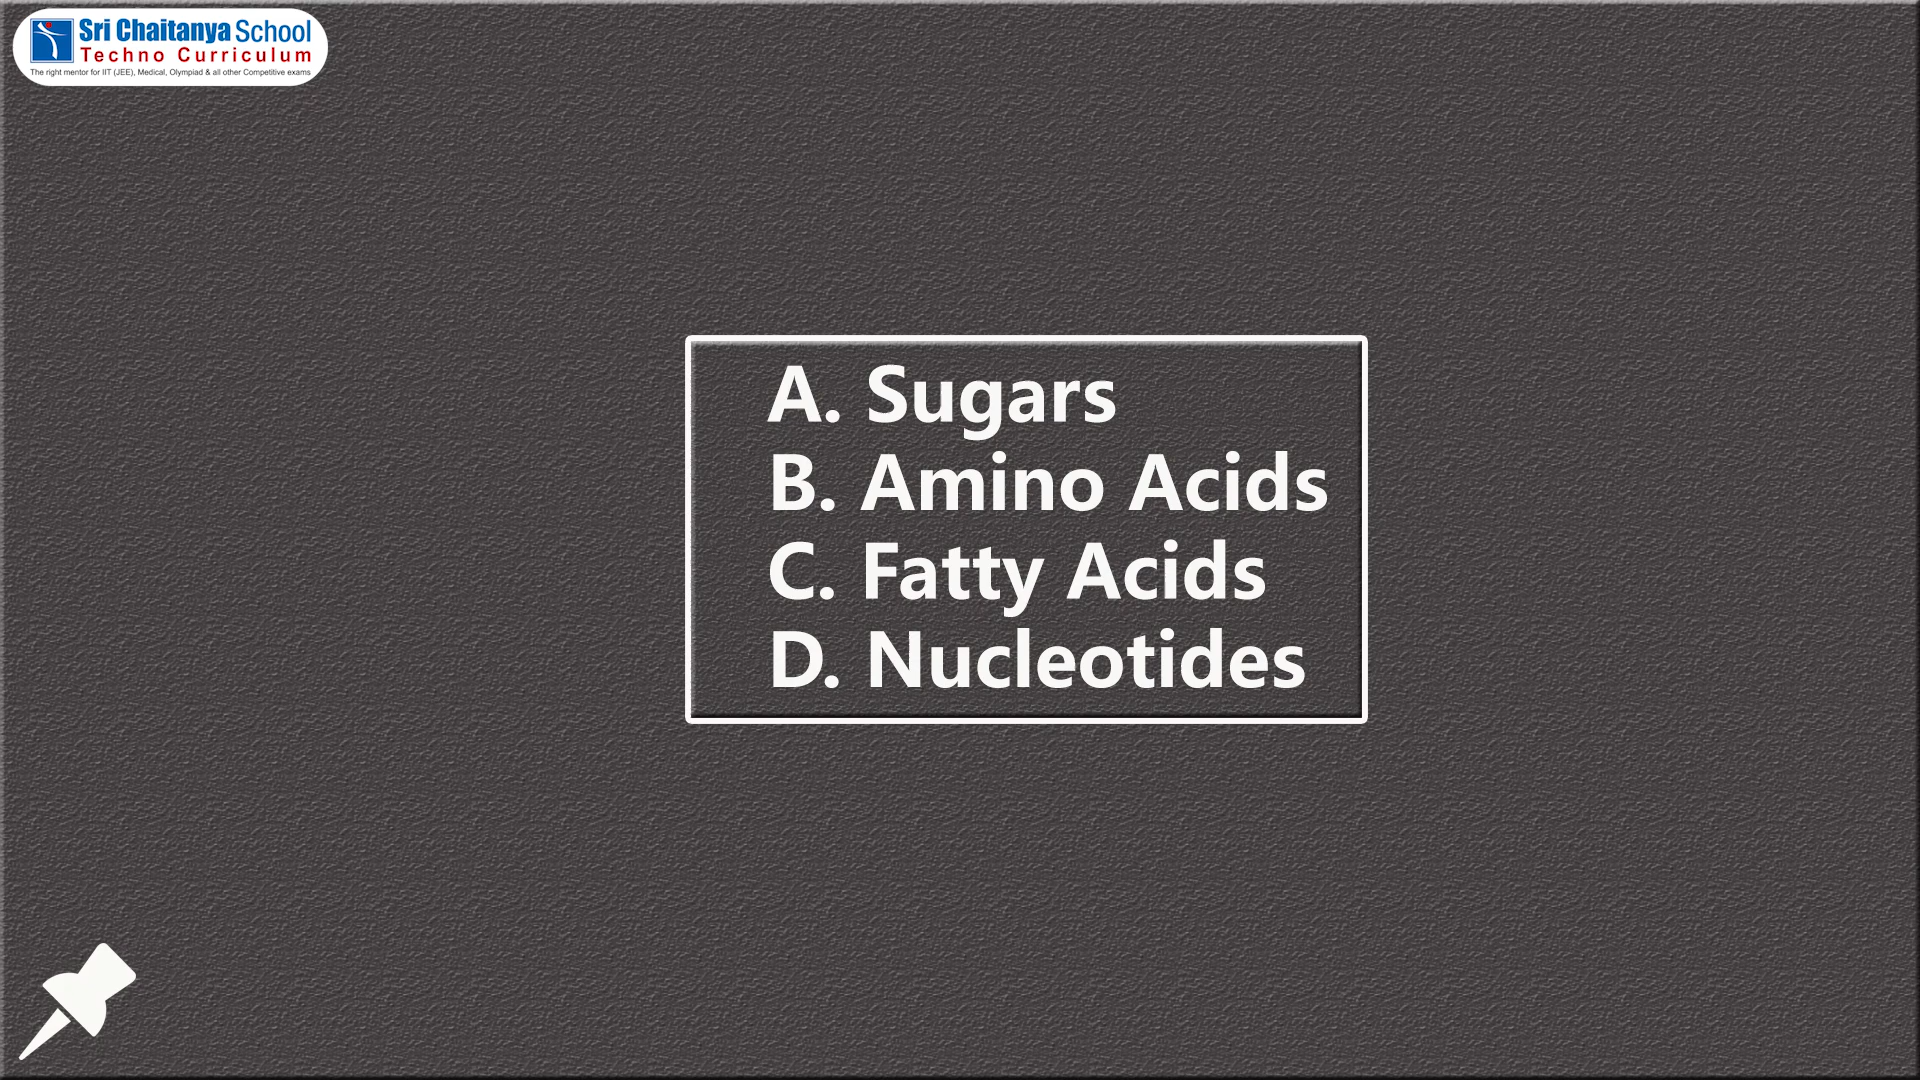 Sri Chaitanya School
Techno Curriculum
The right mentor for IIT (JEE), Medical, Olympiad & all other Competitive exams
A. Sugars
B. Amino Acids
C. Fatty Acids
D. Nucleotides